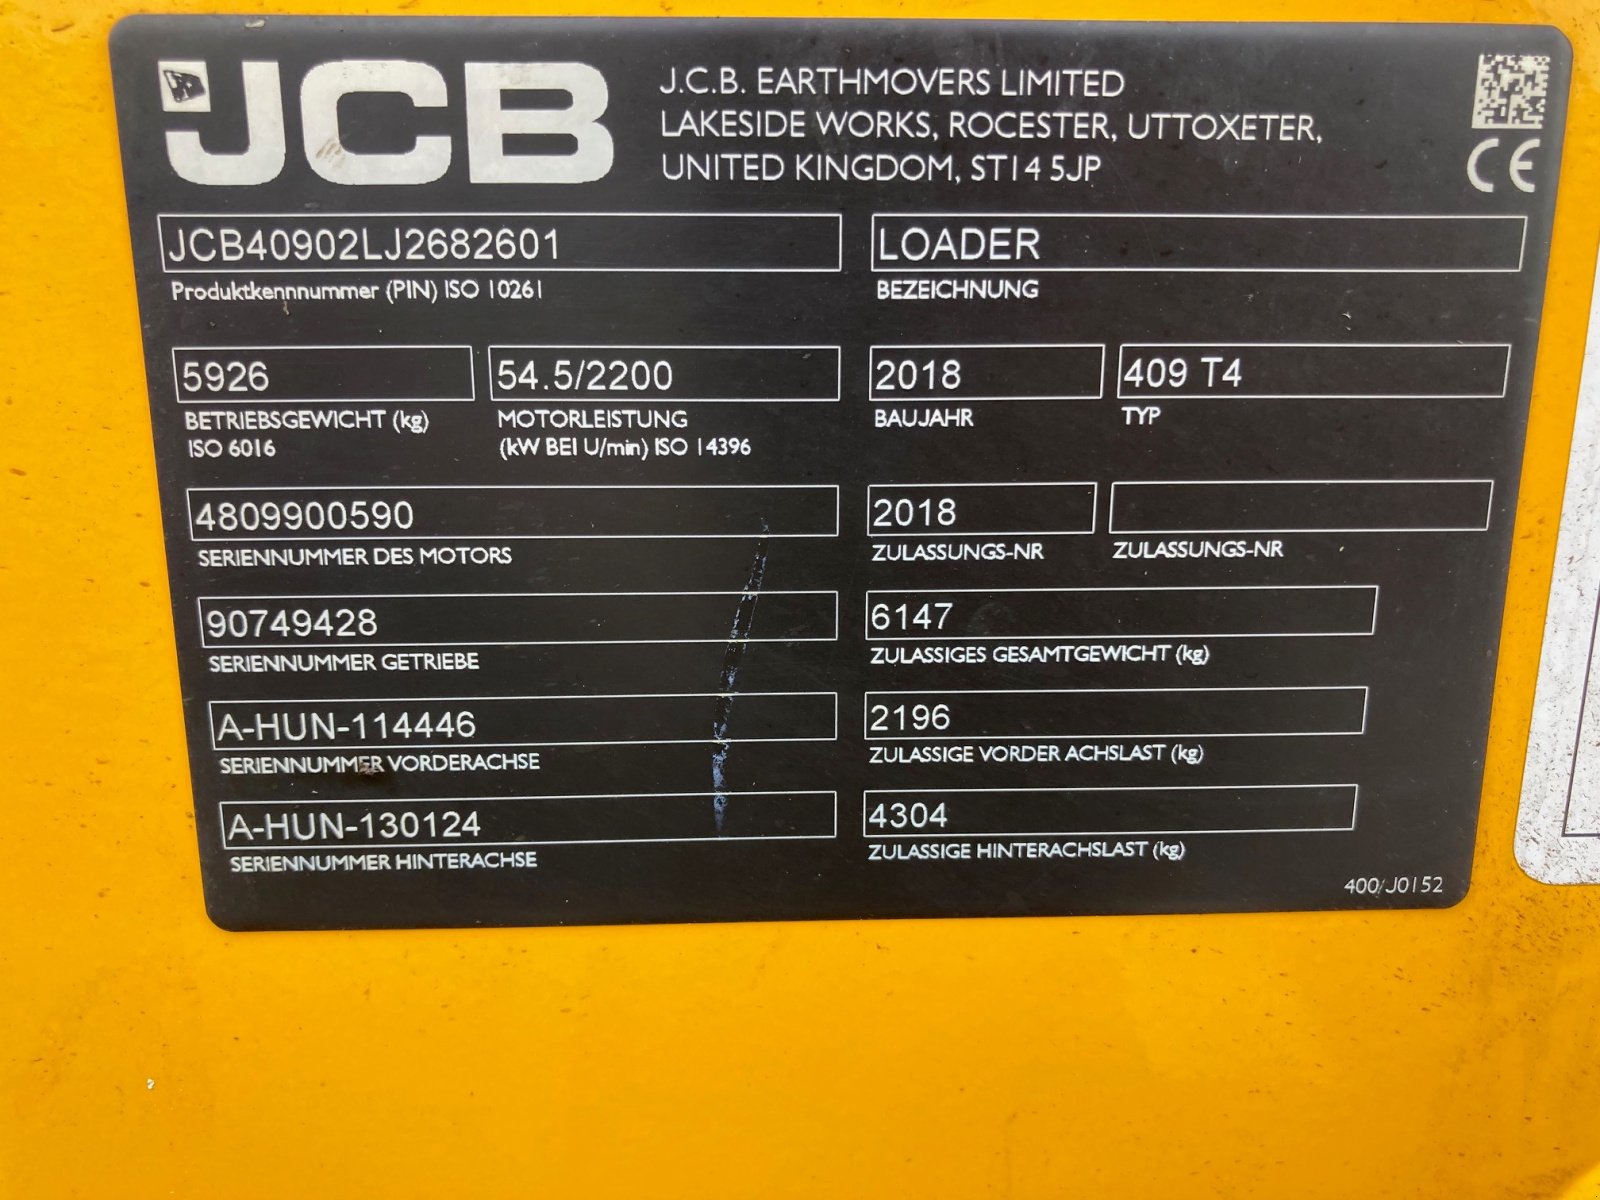 JCB
J.C.B. EARTHMOVERS LIMITED
LAKESIDE WORKS, ROCESTER, UTTOXETER,
UNITED KINGDOM, ST14 5JP
CE
JCB40902LJ2682601
Produktkennnummer (PIN) ISO 10261
LOADER
BEZEICHNUNG
5926
BETRIEBSGEWICHT (kg)
ISO 6016
54.5/2200
MOTORLEISTUNG
(kW BEI U/min) ISO 14396
2018
BAUJAHR
409 T4
TYP
4809900590
SERIENNUMMER DES MOTORS
2018
ZULASSUNGS-NR
ZULASSUNGS-NR
90749428
SERIENNUMMER GETRIEBE
6147
ZULASSIGES GESAMTGEWICHT (kg)
A-HUN-114446
SERIENNUMMER VORDERACHSE
2196
ZULASSIGE VORDER ACHSLAST (kg)
A-HUN-130124
SERIENNUMMER HINTERACHSE
4304
ZULASSIGE HINTERACHSLAST (kg)
400/J0152